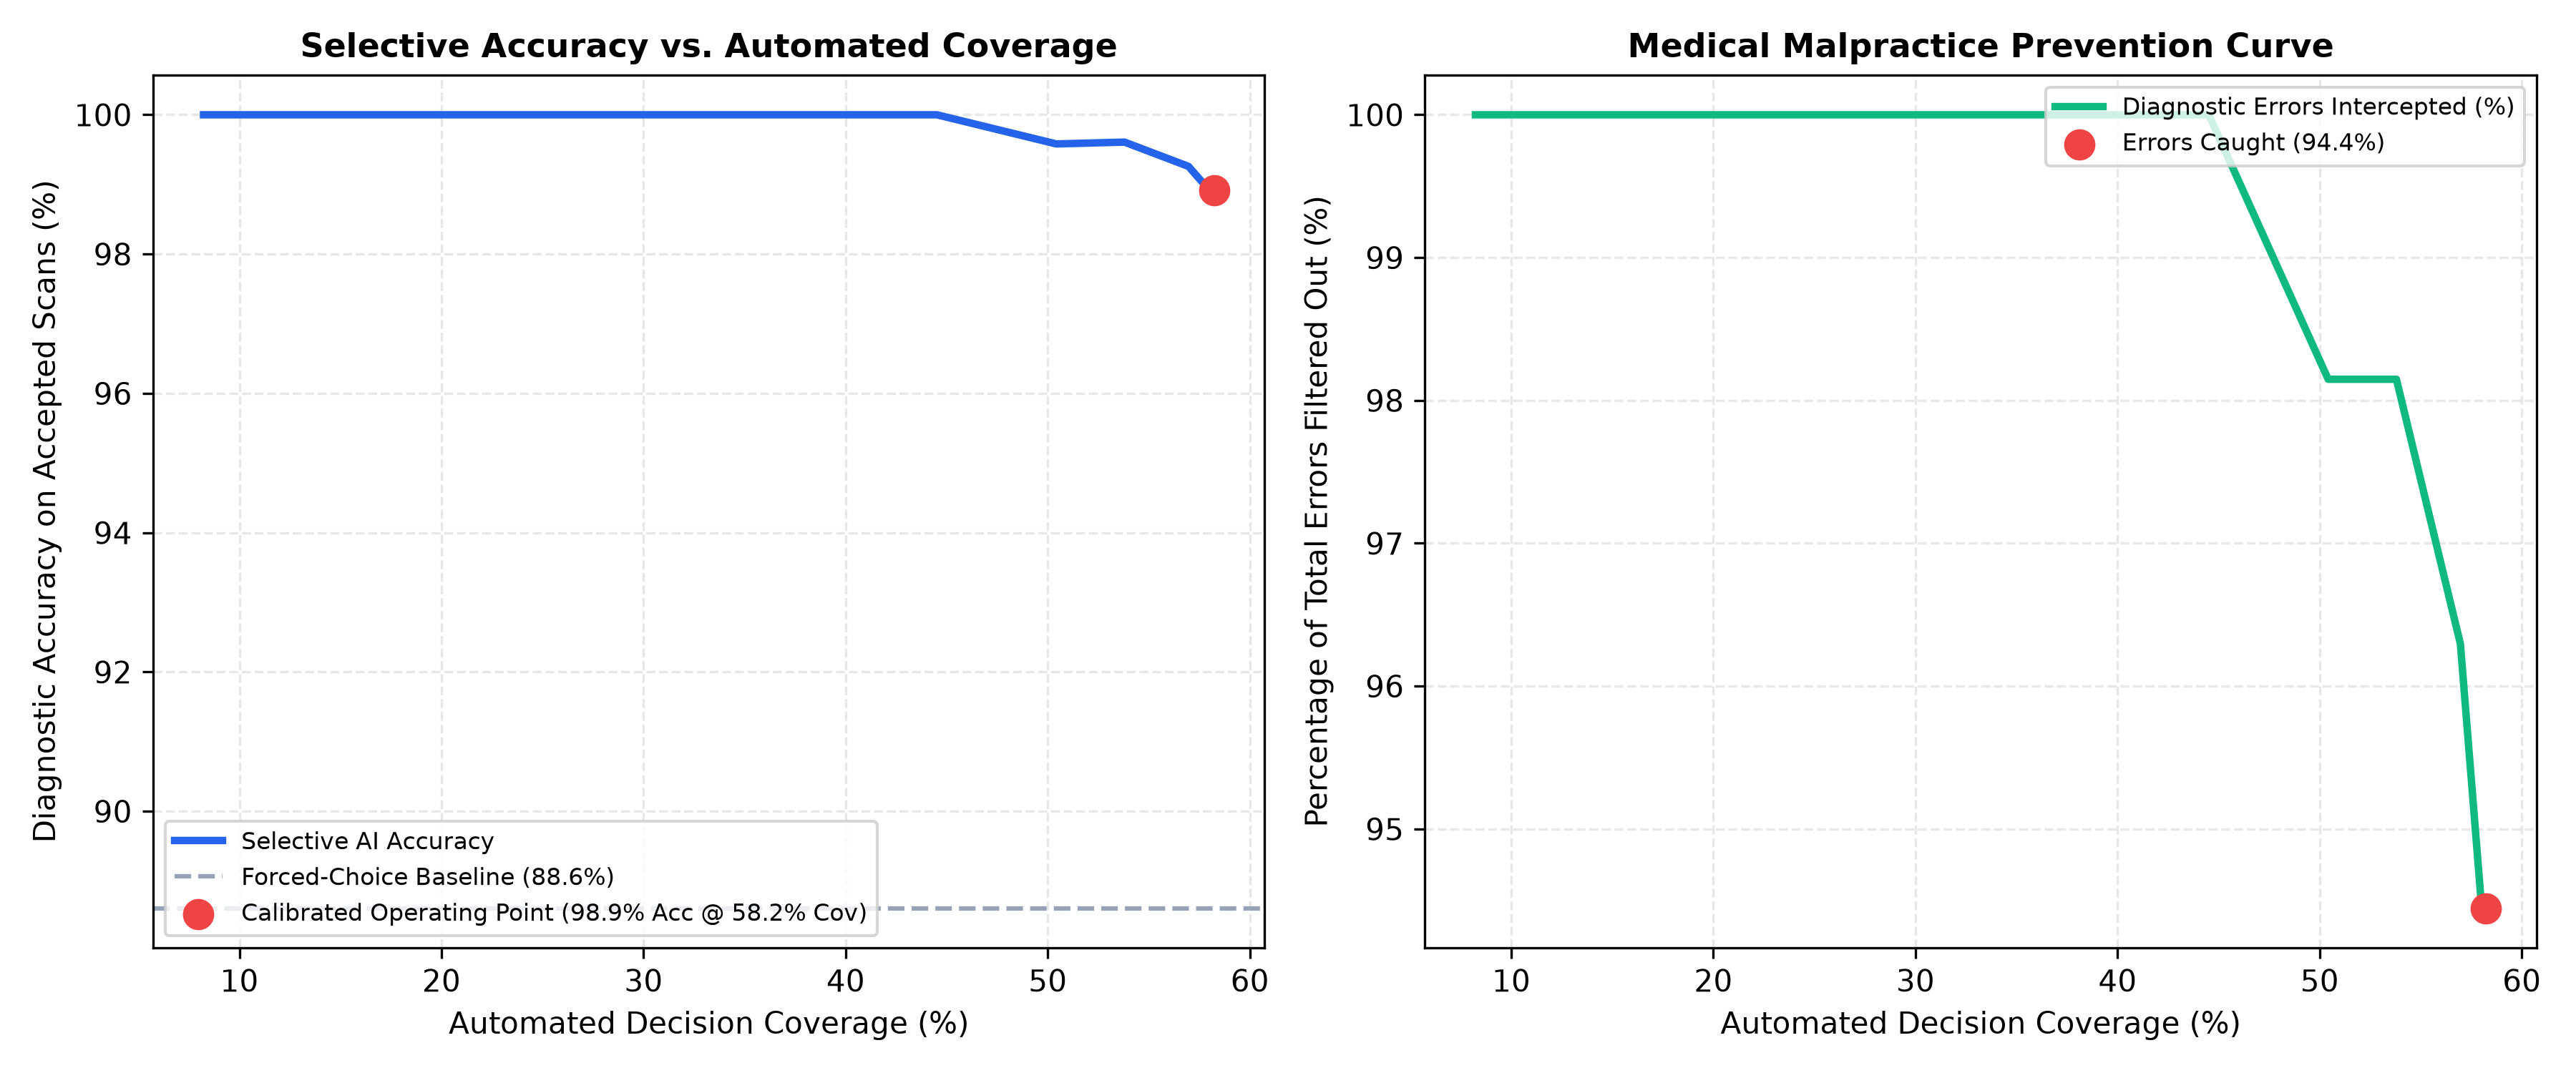 Selective Accuracy vs. Automated Coverage
Diagnostic Accuracy on Accepted Scans (%)
100
98
96
94
92
90
Selective AI Accuracy
Forced-Choice Baseline (88.6%)
Calibrated Operating Point (98.9% Acc @ 58.2% Cov)
10 20 30 40 50 60
Automated Decision Coverage (%)
Medical Malpractice Prevention Curve
Percentage of Total Errors Filtered Out (%)
100
99
98
97
96
95
Diagnostic Errors Intercepted (%)
Errors Caught (94.4%)
10 20 30 40 50 60
Automated Decision Coverage (%)